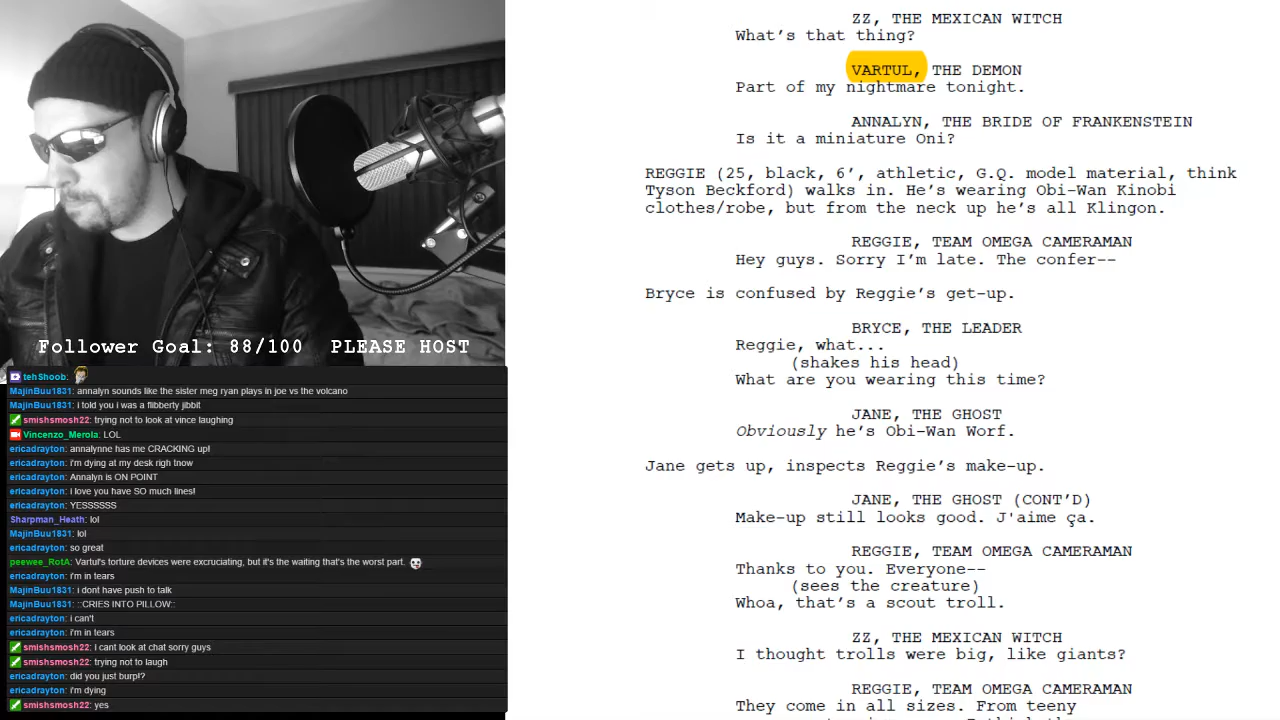 Follower Goal: 88/100 PLEASE HOST
tehShoob:
MajinBuu1831: annalyn sounds like the sister meg ryan plays in joe vs the volcano
MajinBuu1831: i told you i was a flibberty jibbit
smishsmosh22: trying not to look at vince laughing
Vincenzo_Merola: LOL
ericadrayton: annalynne has me CRACKING up!
ericadrayton: i'm dying at my desk righ tnow
ericadrayton: Annalyn is ON POINT
ericadrayton: i love you have SO much lines!
ericadrayton: YESSSSSS
Sharpman_Heath: lol
MajinBuu1831: lol
ericadrayton: so great
peewee_RotA: Vartul's torture devices were excruciating, but it's the waiting that's the worst part.
ericadrayton: i'm in tears
MajinBuu1831: i dont have push to talk
MajinBuu1831: ::CRIES INTO PILLOW::
ericadrayton: i can't
ericadrayton: i'm in tears
smishsmosh22: I cant look at chat sorry guys
smishsmosh22: trying not to laugh
ericadrayton: did you just burp!?
ericadrayton: i'm dying
smishsmosh22: yes
ZZ, THE MEXICAN WITCH
What's that thing?
VARTUL, THE DEMON
Part of my nightmare tonight.
ANNALYN, THE BRIDE OF FRANKENSTEIN
Is it a miniature Oni?
REGGIE (25, black, 6', athletic, G.Q. model material, think
Tyson Beckford) walks in. He's wearing Obi-Wan Kinobi
clothes/robe, but from the neck up he's all Klingon.
REGGIE, TEAM OMEGA CAMERAMAN
Hey guys. Sorry I'm late. The confer--
Bryce is confused by Reggie's get-up.
BRYCE, THE LEADER
Reggie, what...
(shakes his head)
What are you wearing this time?
JANE, THE GHOST
Obviously he's Obi-Wan Worf.
Jane gets up, inspects Reggie's make-up.
JANE, THE GHOST (CONT'D)
Make-up still looks good. J'aime ça.
REGGIE, TEAM OMEGA CAMERAMAN
Thanks to you. Everyone--
(sees the creature)
Whoa, that's a scout troll.
ZZ, THE MEXICAN WITCH
I thought trolls were big, like giants?
REGGIE, TEAM OMEGA CAMERAMAN
They come in all sizes. From teeny